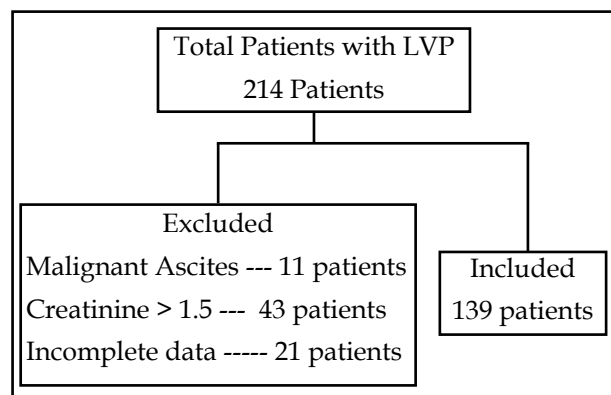 Total Patients with LVP
214 Patients
Excluded
Malignant Ascites --- 11 patients
Creatinine > 1.5 --- 43 patients
Incomplete data ----- 21 patients
Included
139 patients